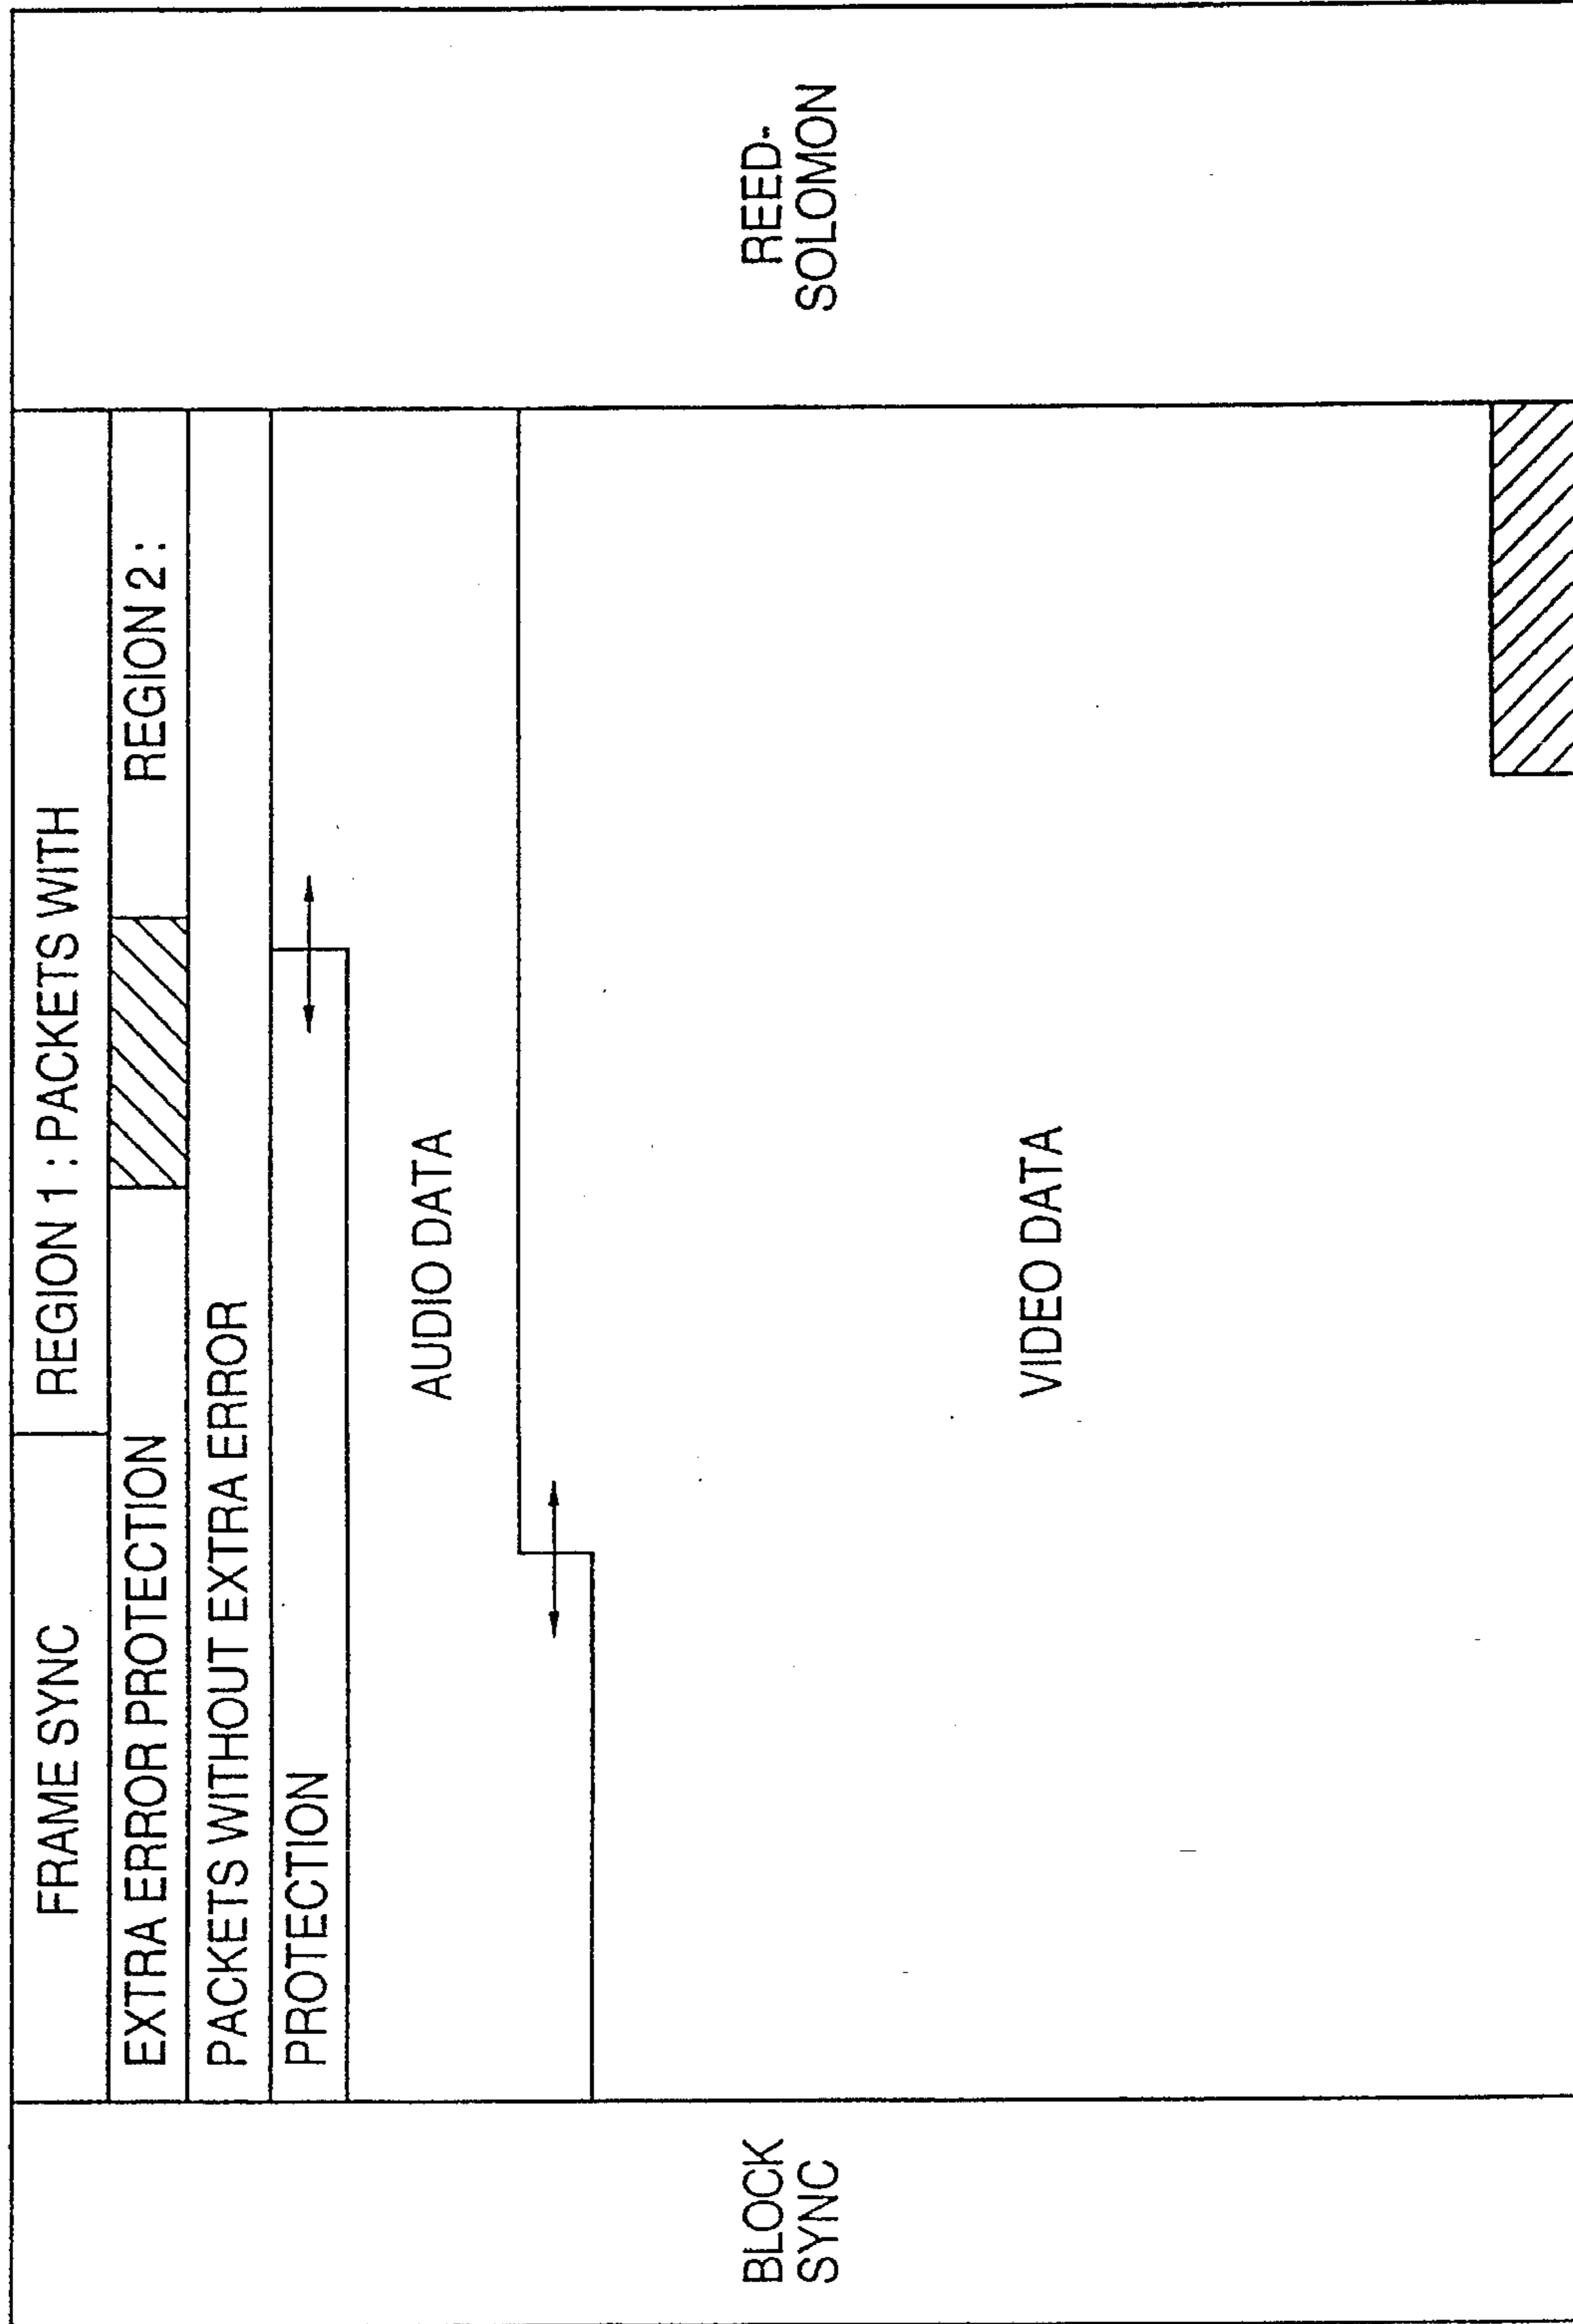 FRAME SYNC
REGION 1 : PACKETS WITH
EXTRA ERROR PROTECTION
REGION 2 :
PACKETS WITHOUT EXTRA ERROR
PROTECTION
AUDIO DATA
VIDEO DATA
BLOCK
SYNC
REED-
SOLOMON